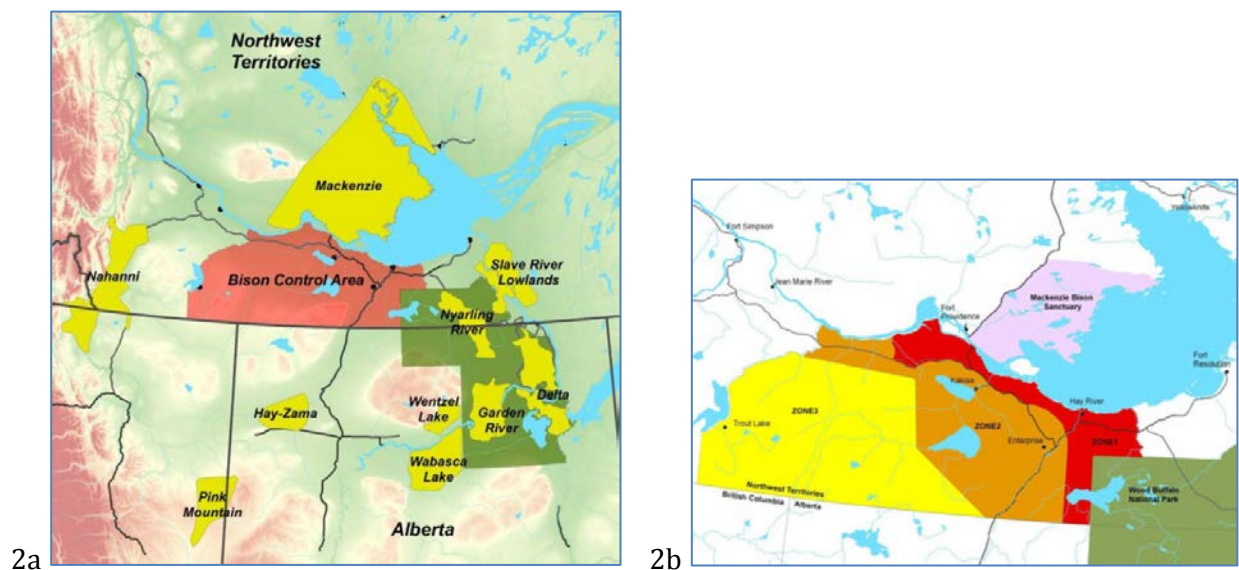 Northwest
Territories
Mackenzie
Nahanni
Bison Control Area
Slave River
Lowlands
Nyarling
River
Hay-Zama
Wentzel
Lake
Garden
River
Delta
Wabasca
Lake
Pink
Mountain
Alberta
2a
Yellowknife
Fort Simpson
Jean Marie River
Mackenzie Bison
Sanctuary
Fort
Providence
Fort
Resolution
Kakisa
Hay River
ZONE3
ZONE2
Trout Lake
Enterprise
ZONE1
Wood Buffalo
National Park
Northwest Territories
British Columbia
Alberta
2b